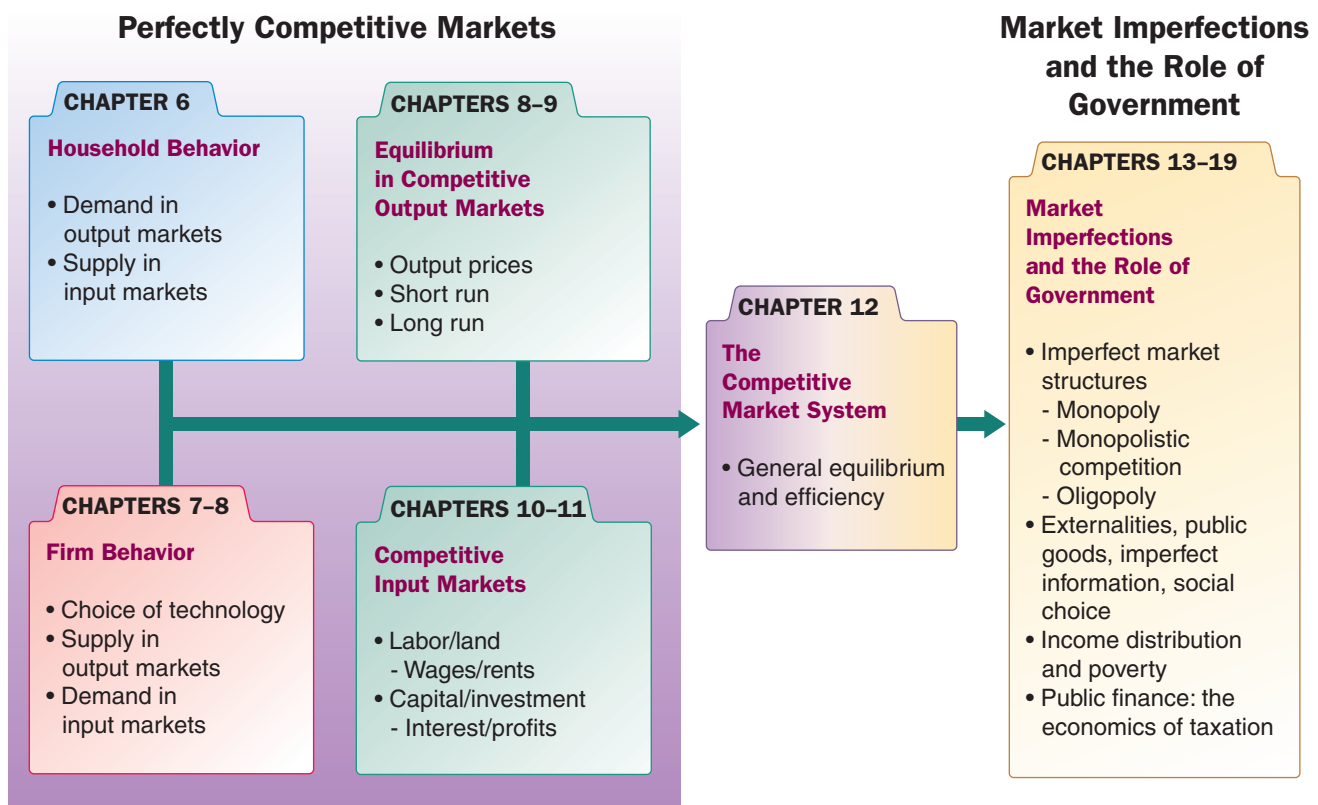 Perfectly Competitive Markets
CHAPTER 6
Household Behavior
• Demand in
output markets
• Supply in
input markets
CHAPTERS 8–9
Equilibrium
in Competitive
Output Markets
• Output prices
• Short run
• Long run
CHAPTERS 7–8
Firm Behavior
• Choice of technology
• Supply in
output markets
• Demand in
input markets
CHAPTERS 10–11
Competitive
Input Markets
• Labor/land
- Wages/rents
• Capital/investment
- Interest/profits
CHAPTER 12
The
Competitive
Market System
• General equilibrium
and efficiency
Market Imperfections
and the Role of
Government
CHAPTERS 13–19
Market
Imperfections
and the Role of
Government
• Imperfect market
structures
- Monopoly
- Monopolistic
competition
- Oligopoly
• Externalities, public
goods, imperfect
information, social
choice
• Income distribution
and poverty
• Public finance: the
economics of taxation